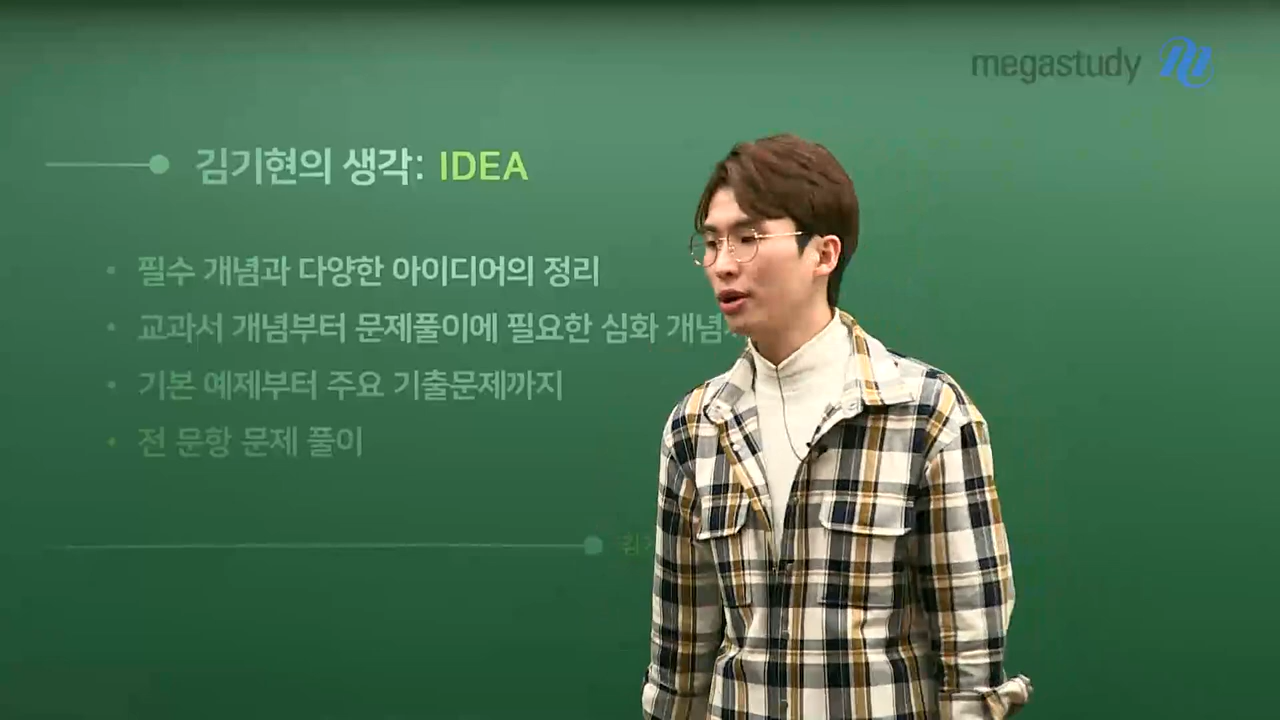 megastudy
김기현의 생각: IDEA
• 필수 개념과 다양한 아이디어의 정리
• 교과서 개념부터 문제풀이에 필요한 심화 개념
• 기본 예제부터 주요 기출문제까지
• 전 문항 문제 풀이